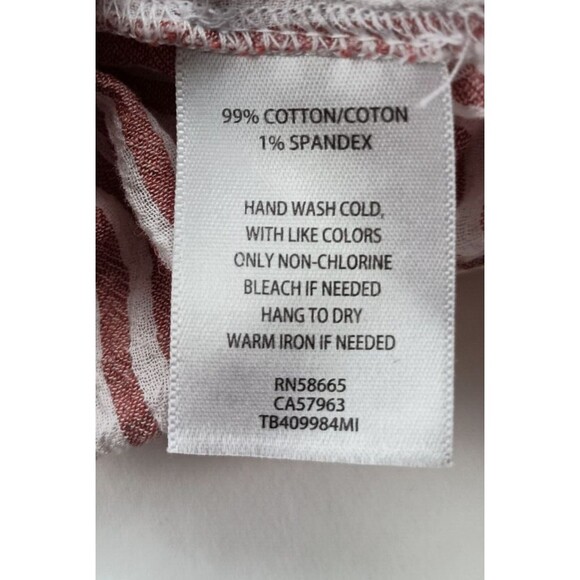 99% COTTON/COTON
1% SPANDEX
HAND WASH COLD,
WITH LIKE COLORS
ONLY NON-CHLORINE
BLEACH IF NEEDED
HANG TO DRY
WARM IRON IF NEEDED
RN58665
CA57963
TB409984MI